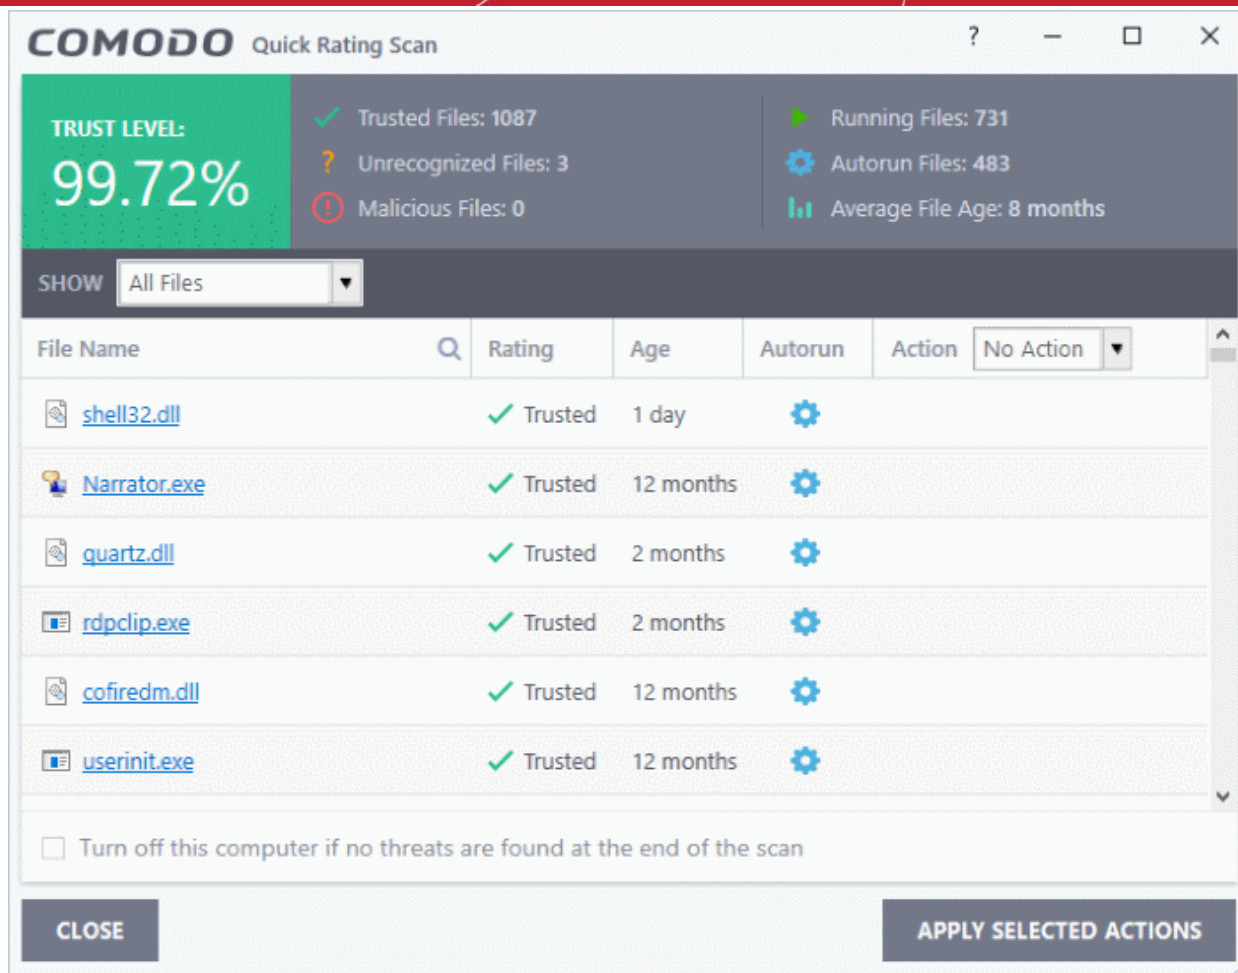 COMODO Quick Rating Scan ?
TRUST LEVEL:
99.72%
Trusted Files: 1087
Unrecognized Files: 3
Malicious Files: 0
Running Files: 731
Autorun Files: 483
Average File Age: 8 months
SHOW All Files
File Name Rating Age Autorun Action No Action
shell32.dll Trusted 1 day
Narrator.exe Trusted 12 months
quartz.dll Trusted 2 months
rdpclip.exe Trusted 2 months
cofiredm.dll Trusted 12 months
userinit.exe Trusted 12 months
Turn off this computer if no threats are found at the end of the scan
CLOSE APPLY SELECTED ACTIONS